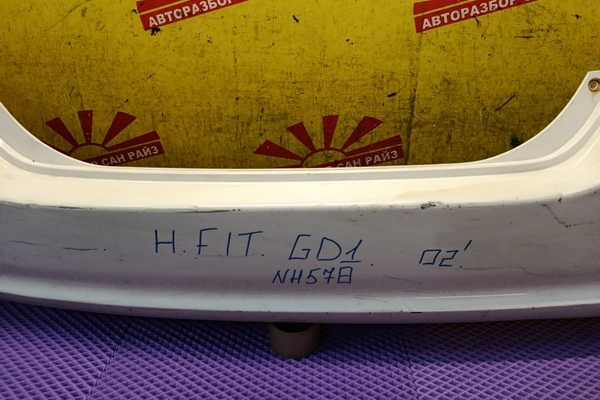 АВТОРАЗБОР
АВТОРАЗБОР
САН РАЙЗ
САН РАЙЗ
H.FIT. GD1. 02'
NH578